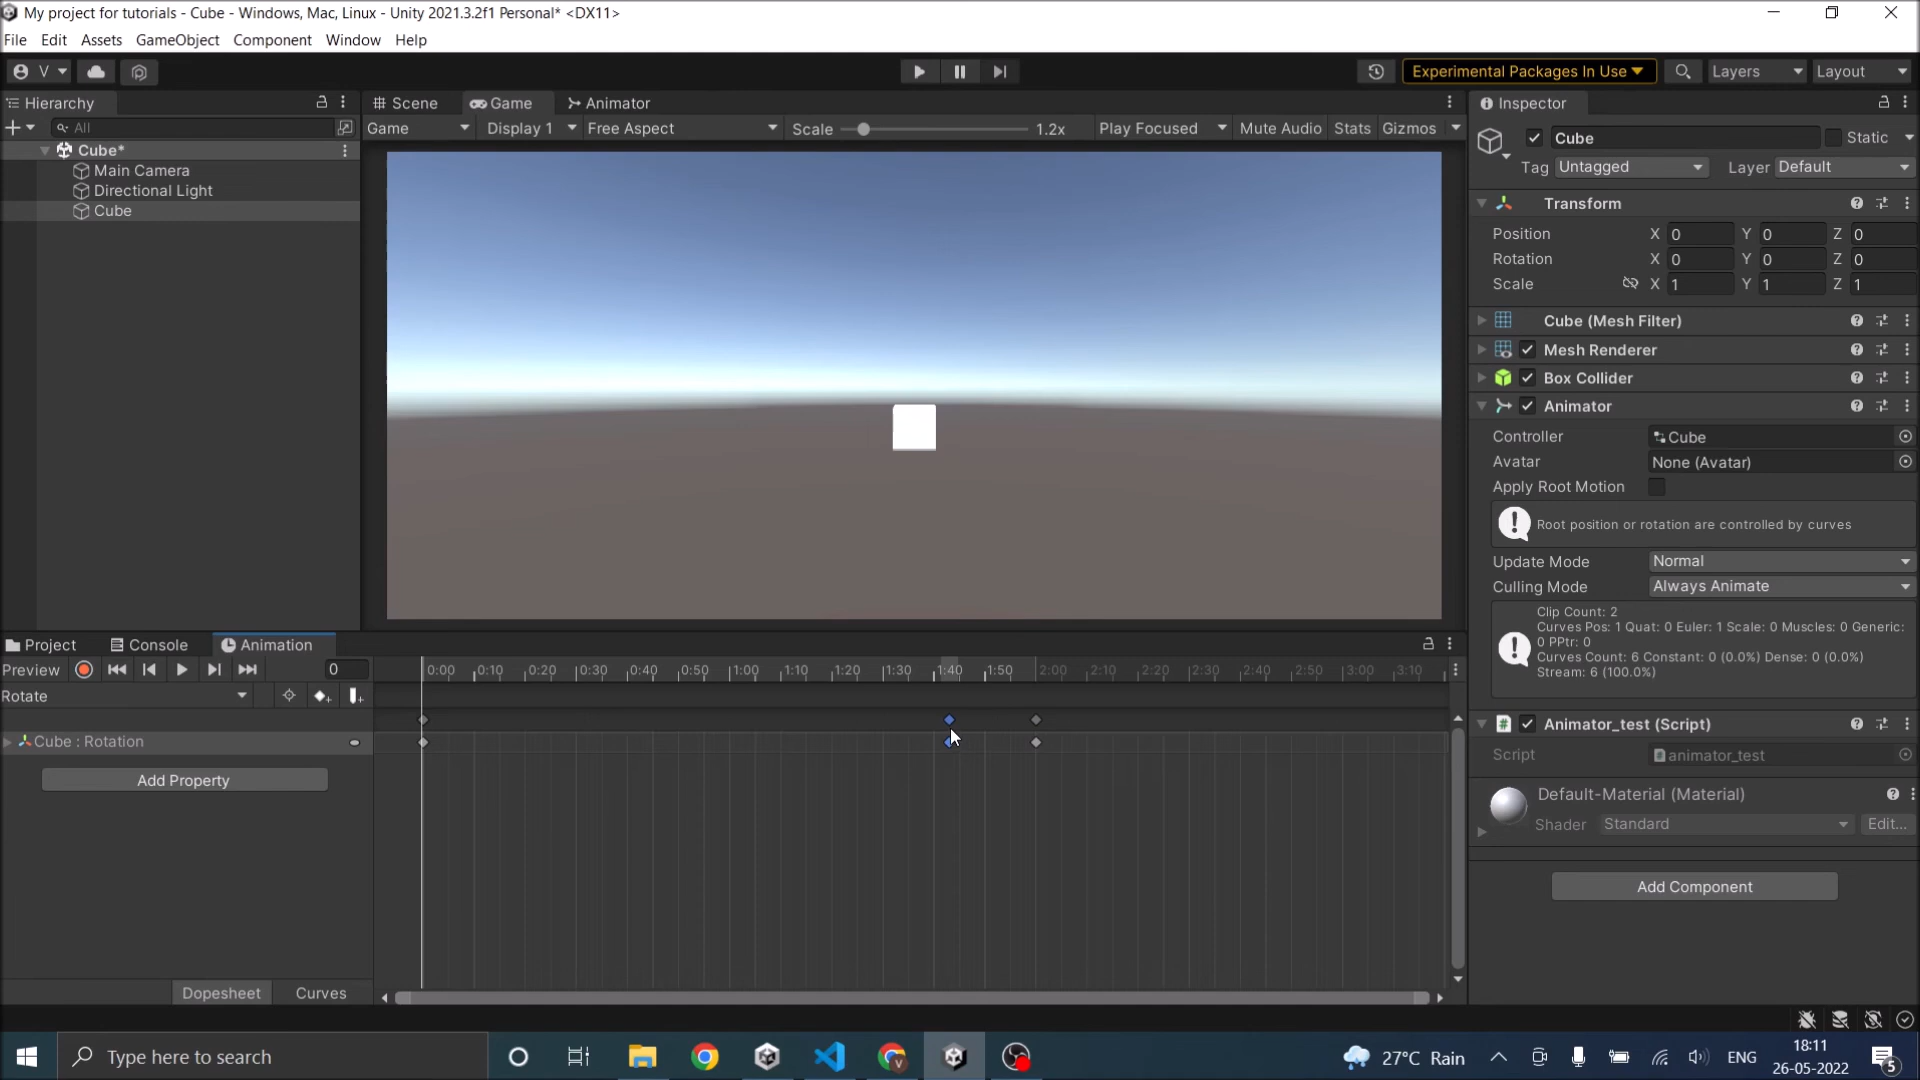 My project for tutorials - Cube - Windows, Mac, Linux - Unity 2021.3.2f1 Personal* <DX11>
File Edit Assets GameObject Component Window Help
V Experimental Packages In Use Layers Layout
Hierarchy
All
Cube*
Main Camera
Directional Light
Cube
Scene Game Animator
Game Display 1 Free Aspect Scale 1.2x Play Focused Mute Audio Stats Gizmos
Inspector
Cube Static
Tag Untagged Layer Default
Transform
Position X 0 Y 0 Z 0
Rotation X 0 Y 0 Z 0
Scale X 1 Y 1 Z 1
Cube (Mesh Filter)
Mesh Renderer
Box Collider
Animator
Controller Cube
Avatar None (Avatar)
Apply Root Motion
Root position or rotation are controlled by curves
Update Mode Normal
Culling Mode Always Animate
Clip Count: 2
Curves Pos: 1 Quat: 0 Euler: 1 Scale: 0 Muscles: 0 Generic:
0 PPtr: 0
Curves Count: 6 Constant: 0 (0.0%) Dense: 0 (0.0%)
Stream: 6 (100.0%)
Animator_test (Script)
Script animator_test
Default-Material (Material)
Shader Standard Edit...
Add Component
Project Console Animation
Preview 0 0:00 0:10 0:20 0:30 0:40 0:50 1:00 1:10 1:20 1:30 1:40 1:50 2:00 2:10 2:20 2:30 2:40 2:50 3:00 3:10
Rotate
Cube : Rotation
Add Property
Dopesheet Curves
Type here to search
27°C Rain
ENG
18:11
26-05-2022
5